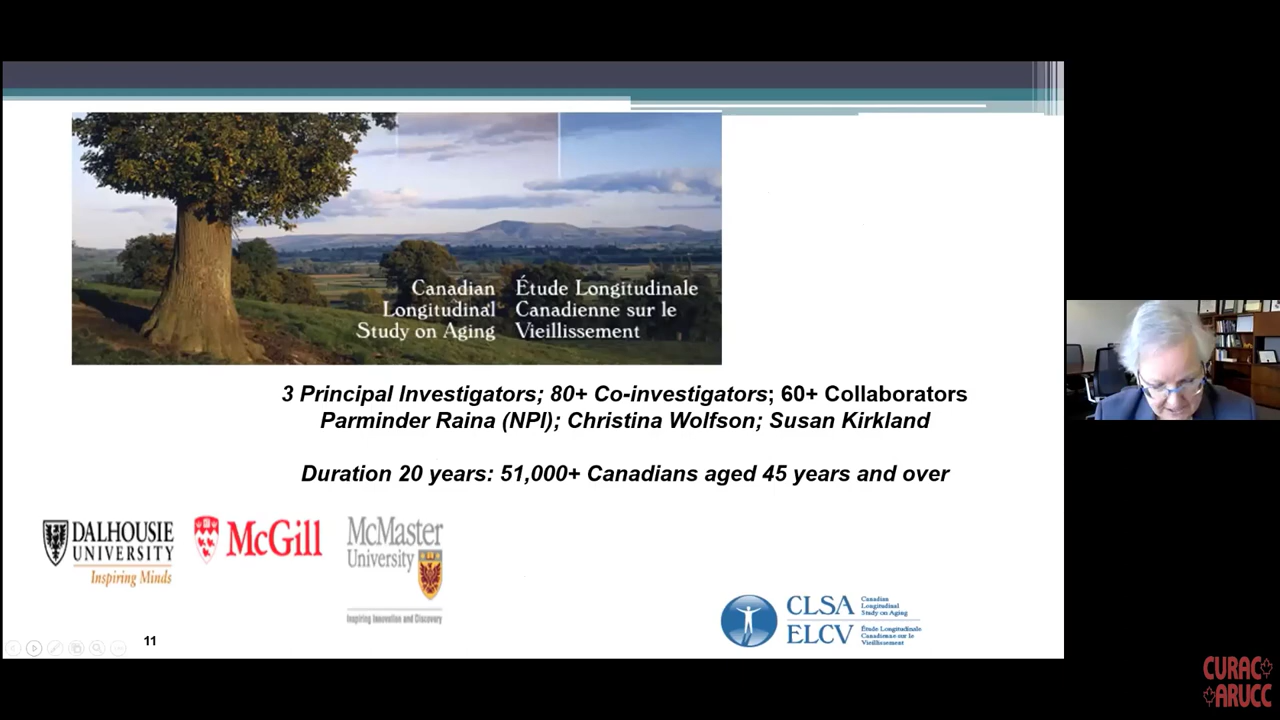 Canadian
Longitudinal
Study on Aging
Étude Longitudinale
Canadienne sur le
Vieillissement
3 Principal Investigators; 80+ Co-investigators; 60+ Collaborators
Parminder Raina (NPI); Christina Wolfson; Susan Kirkland
Duration 20 years: 51,000+ Canadians aged 45 years and over
DALHOUSIE
UNIVERSITY
Inspiring Minds
McGill
McMaster
University
Inspiring Innovation and Discovery
CLSA
Canadian
Longitudinal
Study on Aging
ELCV
Étude Longitudinale
Canadienne sur le
Vieillissement
11
CURAC
ARUCC